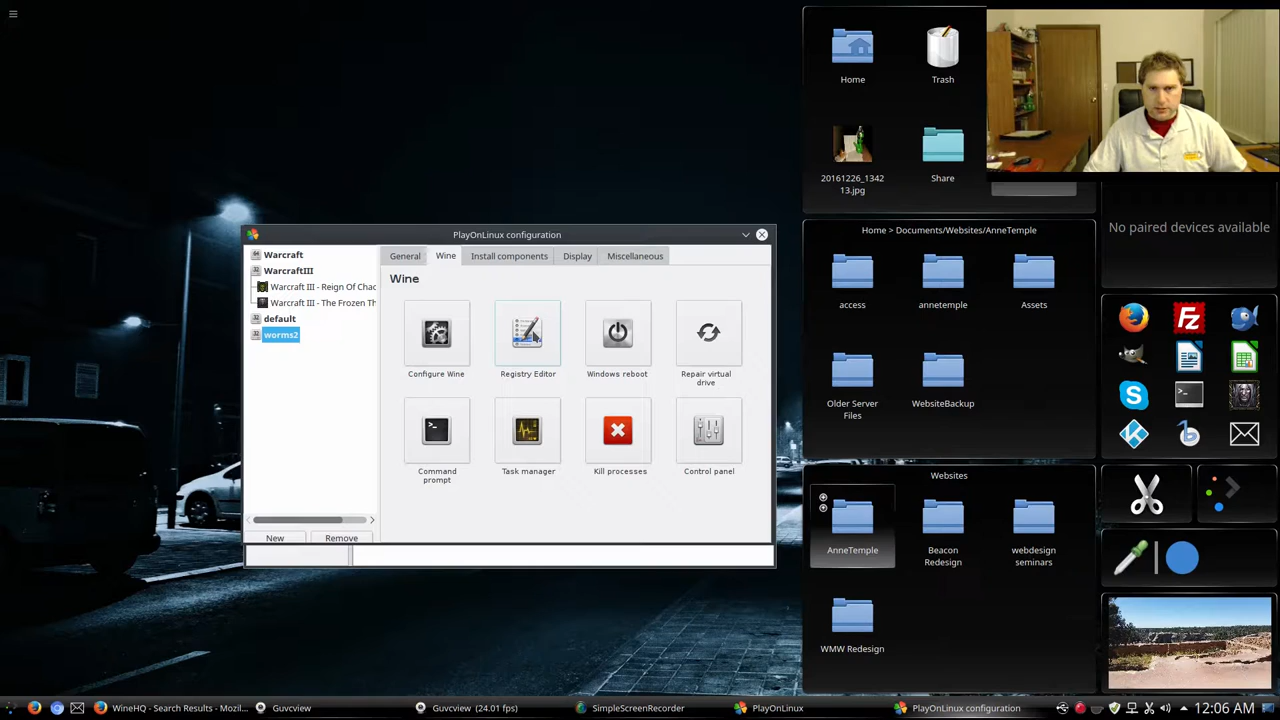 Home
Trash
20161226_1342
13.jpg
Share
No paired devices available
PlayOnLinux configuration
Warcraft
WarcraftIII
Warcraft III - Reign Of Chao
Warcraft III - The Frozen Th
default
worms2
New
Remove
General
Wine
Install components
Display
Miscellaneous
Wine
Configure Wine
Registry Editor
Windows reboot
Repair virtual
drive
Command
prompt
Task manager
Kill processes
Control panel
Home > Documents/Websites/AnneTemple
access
annetemple
Assets
Older Server
Files
WebsiteBackup
Websites
AnneTemple
Beacon
Redesign
webdesign
seminars
WMW Redesign
WineHQ - Search Results - Mozil...
Guvcview
Guvcview (24.01 fps)
SimpleScreenRecorder
PlayOnLinux
PlayOnLinux configuration
12:06 AM